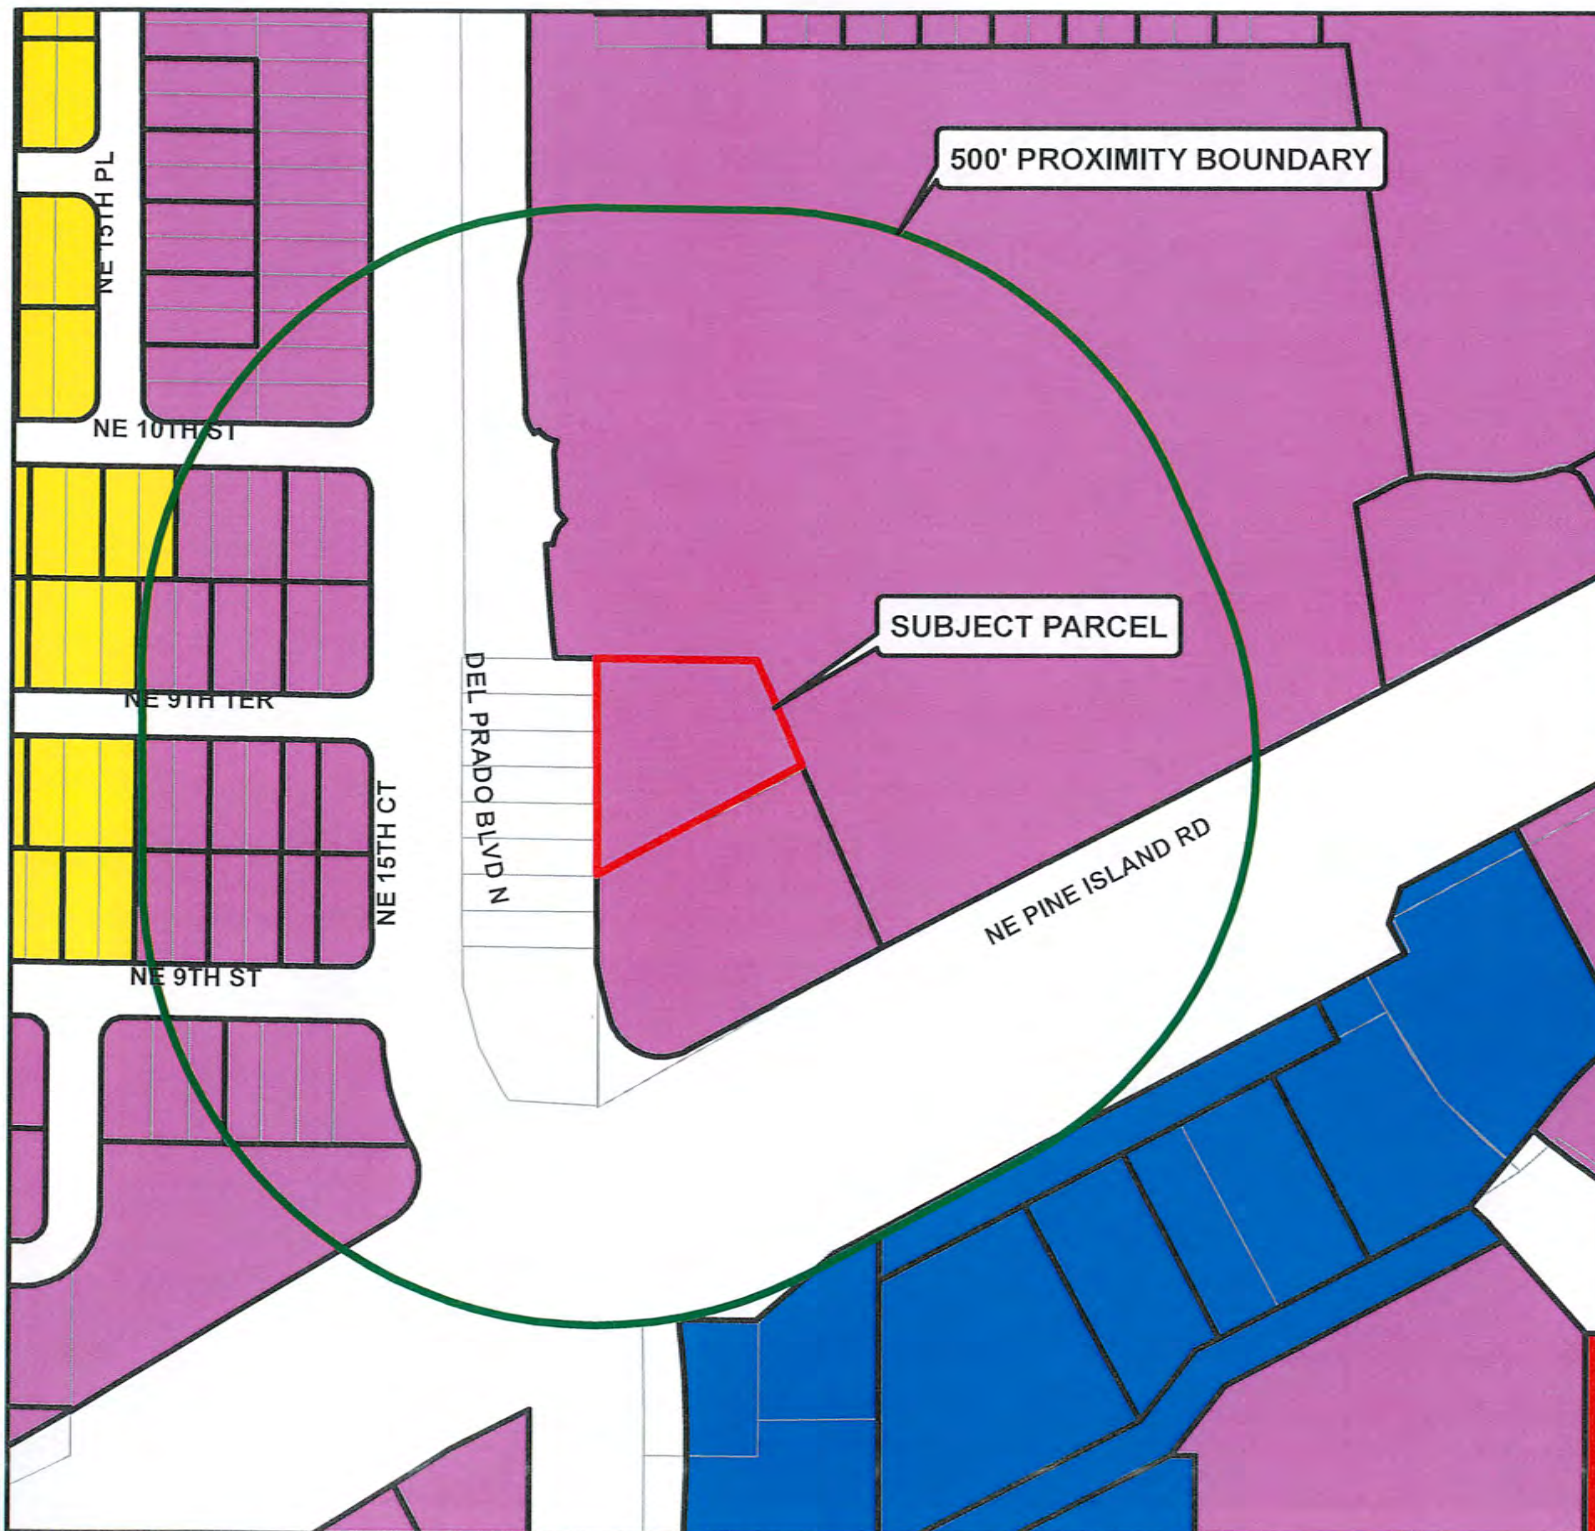 500' PROXIMITY BOUNDARY
NE 15TH PL
NE 10TH ST
SUBJECT PARCEL
NE 9TH TER
DEL PRADO BLVD N
NE 15TH CT
NE PINE ISLAND RD
NE 9TH ST